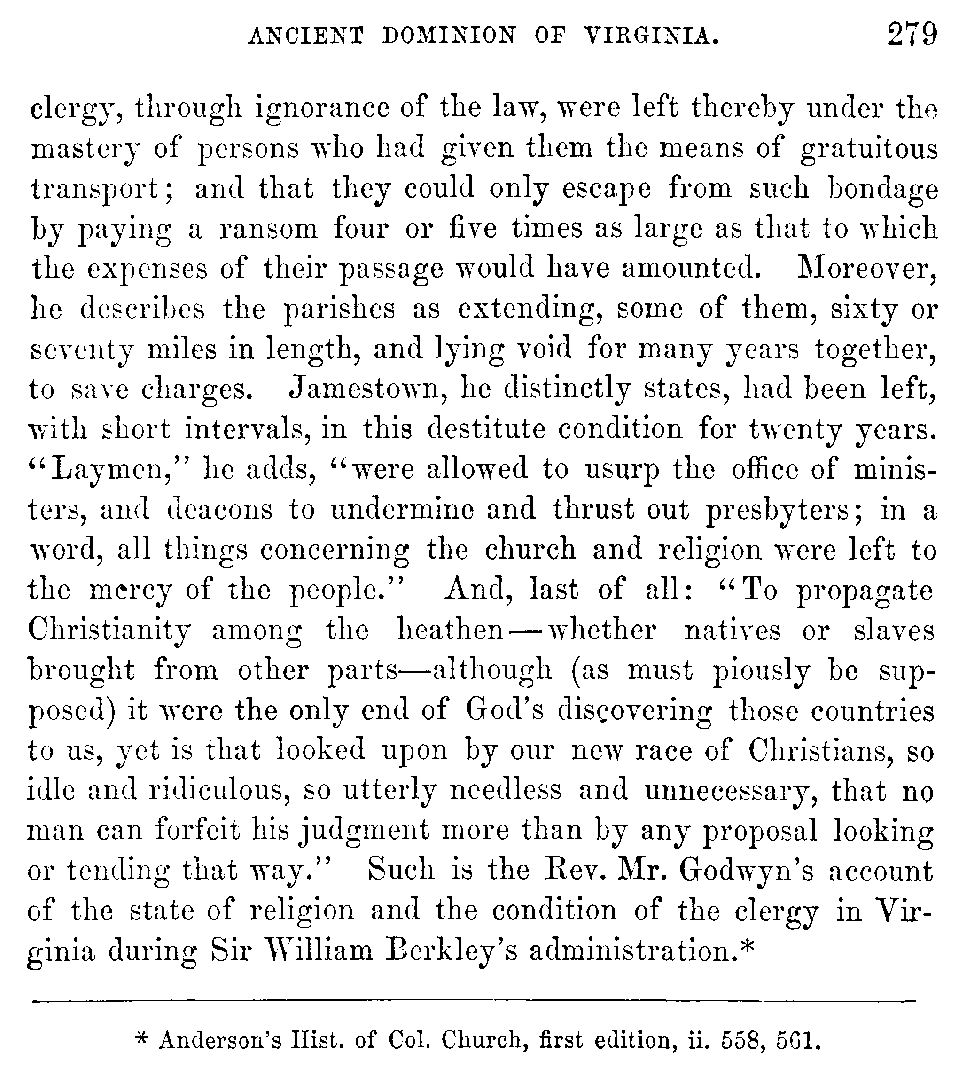 ANCIENT DOMINION OF VIRGINIA. 279
clergy, through ignorance of the law, were left thereby under the
mastery of persons who had given them the means of gratuitous
transport; and that they could only escape from such bondage
by paying a ransom four or five times as large as that to which
the expenses of their passage would have amounted. Moreover,
he describes the parishes as extending, some of them, sixty or
seventy miles in length, and lying void for many years together,
to save charges. Jamestown, he distinctly states, had been left,
with short intervals, in this destitute condition for twenty years.
"Laymen," he adds, "were allowed to usurp the office of minis-
ters, and deacons to undermine and thrust out presbyters; in a
word, all things concerning the church and religion were left to
the mercy of the people." And, last of all: "To propagate
Christianity among the heathen—whether natives or slaves
brought from other parts—although (as must piously be sup-
posed) it were the only end of God's discovering those countries
to us, yet is that looked upon by our new race of Christians, so
idle and ridiculous, so utterly needless and unnecessary, that no
man can forfeit his judgment more than by any proposal looking
or tending that way." Such is the Rev. Mr. Godwyn's account
of the state of religion and the condition of the clergy in Vir-
ginia during Sir William Berkley's administration.*
* Anderson's Hist. of Col. Church, first edition, ii. 558, 561.